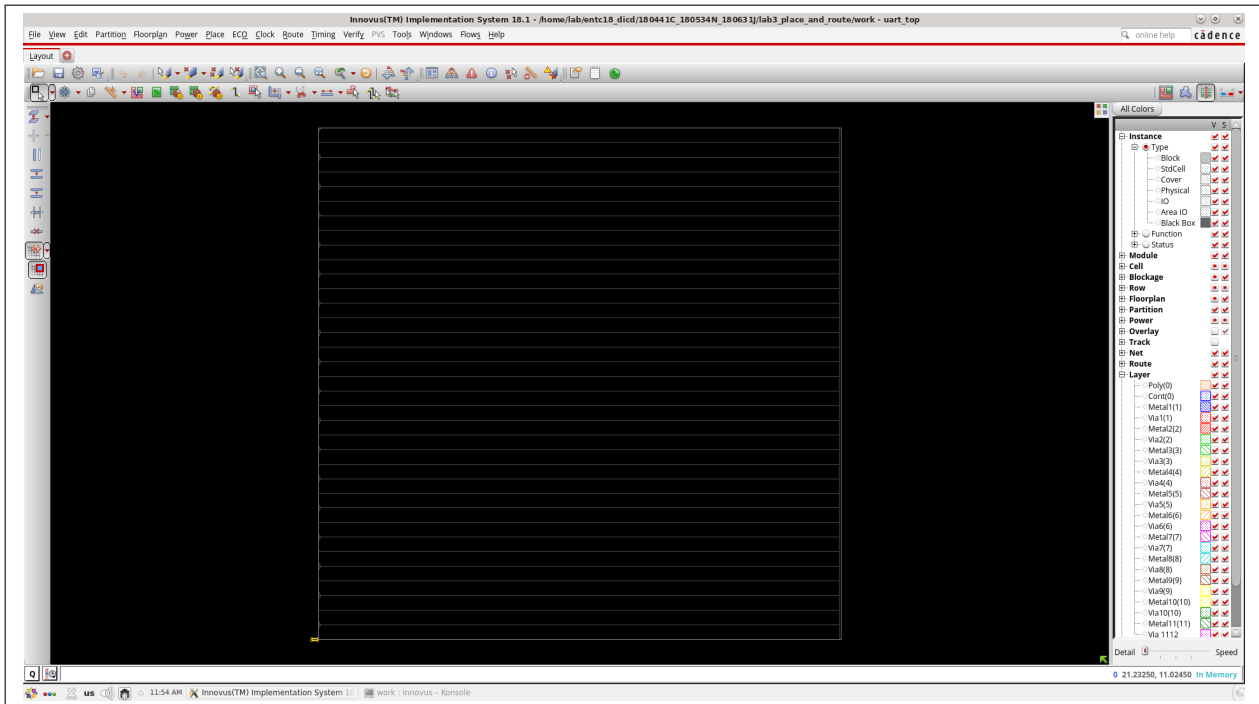 Innovus(TM) Implementation System 18.1 - /home/lab/entc18_dicd/180441C_180534N_180631J/lab3_place_and_route/work - uart_top
File View Edit Partition Floorplan Power Place ECO Clock Route Timing Verify PVS Tools Windows Flows Help online help cādence
Layout
All Colors
V S
Instance
Type
Block
StdCell
Cover
Physical
IO
Area IO
Black Box
Function
Status
Module
Cell
Blockage
Row
Floorplan
Partition
Power
Overlay
Track
Net
Route
Layer
Poly(0)
Cont(0)
Metal1(1)
Via1(1)
Metal2(2)
Via2(2)
Metal3(3)
Via3(3)
Metal4(4)
Via4(4)
Metal5(5)
Via5(5)
Metal6(6)
Via6(6)
Metal7(7)
Via7(7)
Metal8(8)
Via8(8)
Metal9(9)
Via9(9)
Metal10(10)
Via10(10)
Metal11(11)
Via 1112
Detail Speed
Q 0 21.23250, 11.02450 In Memory
us 11:54 AM Innovus(TM) Implementation System 18 work : innovus – Konsole